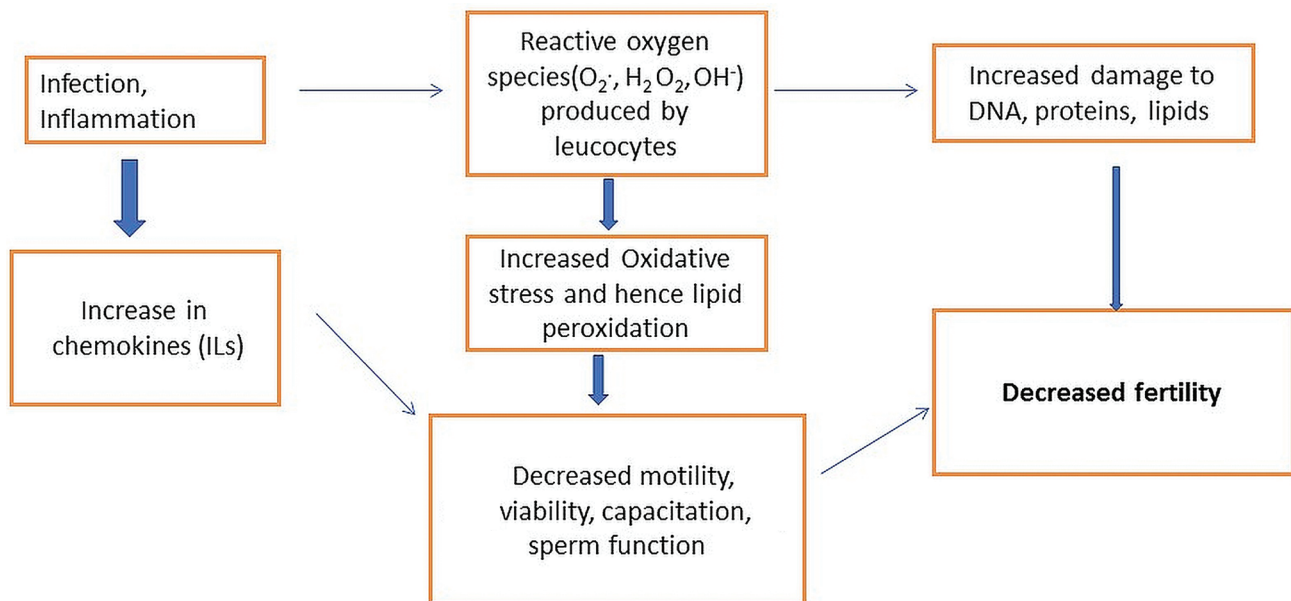 Infection,
Inflammation
Reactive oxygen
species(O₂·, H₂O₂, OH⁻)
produced by
leucocytes
Increased damage to
DNA, proteins, lipids
Increase in
chemokines (ILs)
Increased Oxidative
stress and hence lipid
peroxidation
Decreased motility,
viability, capacitation,
sperm function
Decreased fertility